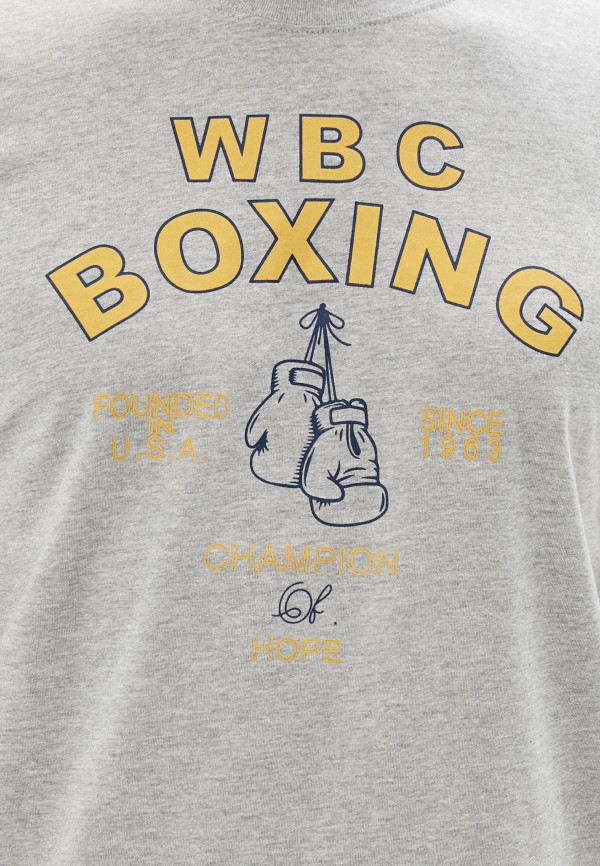 WBC
BOXING
FOUNDED
IN
U.S.A.
SINCE
1963
CHAMPION
Of.
HOPE